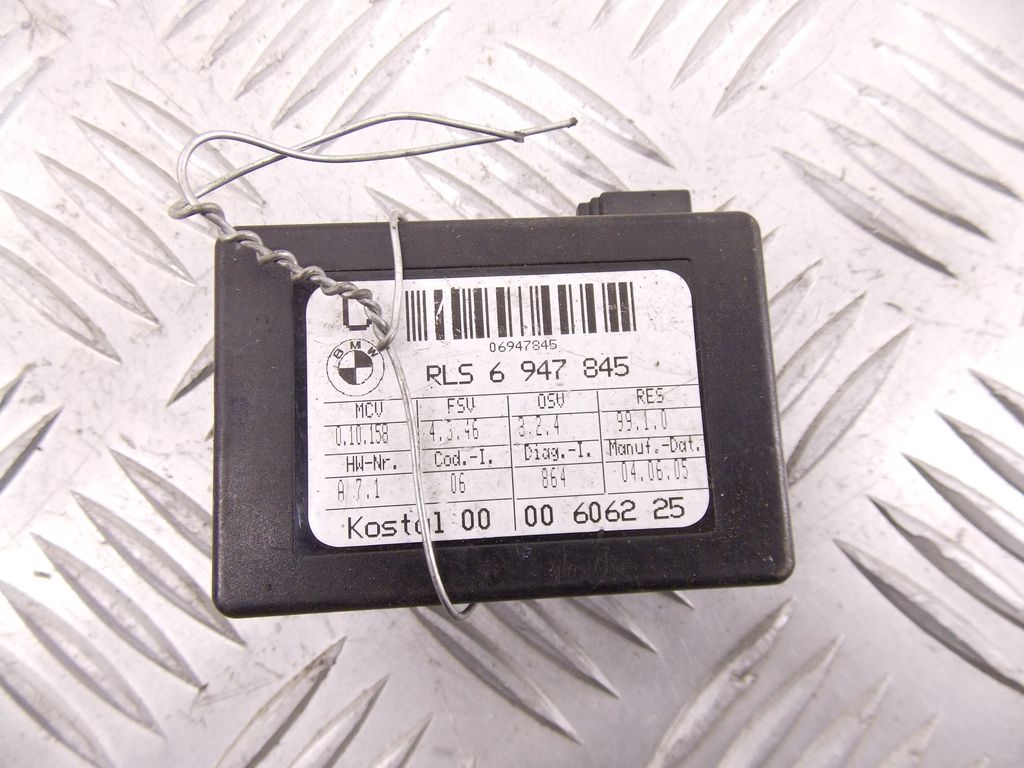 06947845
BMW
RLS 6 947 845
MCV FSV OSV RES
0.10.158 4.3.46 3.2.4 99.1.0
HW-Nr. Cod.-I. Diag.-I. Manuf.-Dat.
A 7.1 06 864 04.06.05
Kostal 00 00 6062 25